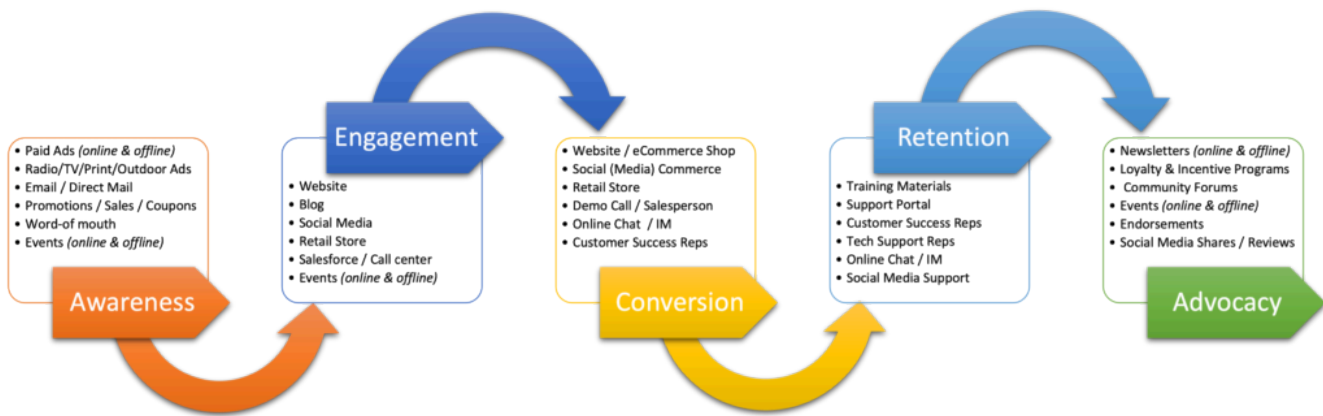 • Paid Ads (online & offline)
• Radio/TV/Print/Outdoor Ads
• Email / Direct Mail
• Promotions / Sales / Coupons
• Word-of mouth
• Events (online & offline)
Awareness
Engagement
• Website
• Blog
• Social Media
• Retail Store
• Salesforce / Call center
• Events (online & offline)
• Website / eCommerce Shop
• Social (Media) Commerce
• Retail Store
• Demo Call / Salesperson
• Online Chat / IM
• Customer Success Reps
Conversion
Retention
• Training Materials
• Support Portal
• Customer Success Reps
• Tech Support Reps
• Online Chat / IM
• Social Media Support
• Newsletters (online & offline)
• Loyalty & Incentive Programs
• Community Forums
• Events (online & offline)
• Endorsements
• Social Media Shares / Reviews
Advocacy